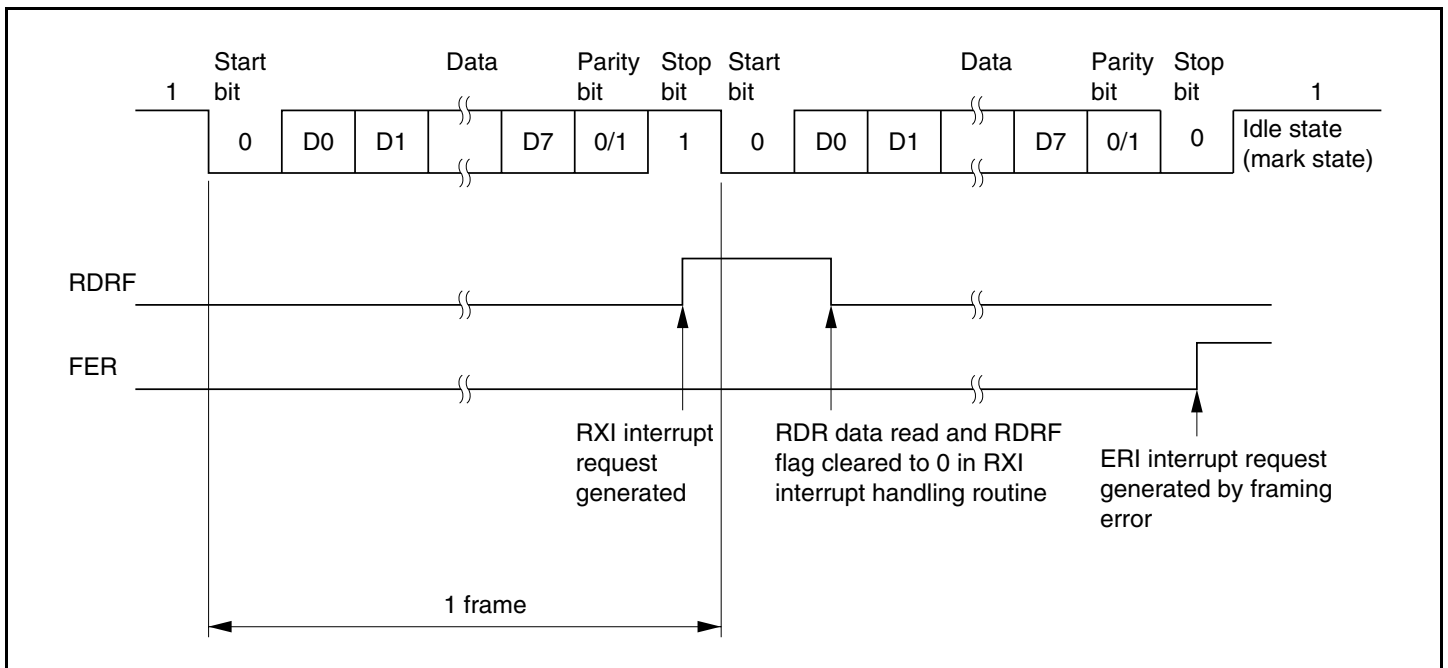 Start bit
Data
Parity bit
Stop bit
Start bit
Data
Parity bit
Stop bit
1
0
D0
D1
D7
0/1
1
0
D0
D1
D7
0/1
0
1
Idle state
(mark state)
RDRF
FER
RXI interrupt
request
generated
RDR data read and RDRF
flag cleared to 0 in RXI
interrupt handling routine
ERI interrupt request
generated by framing
error
1 frame